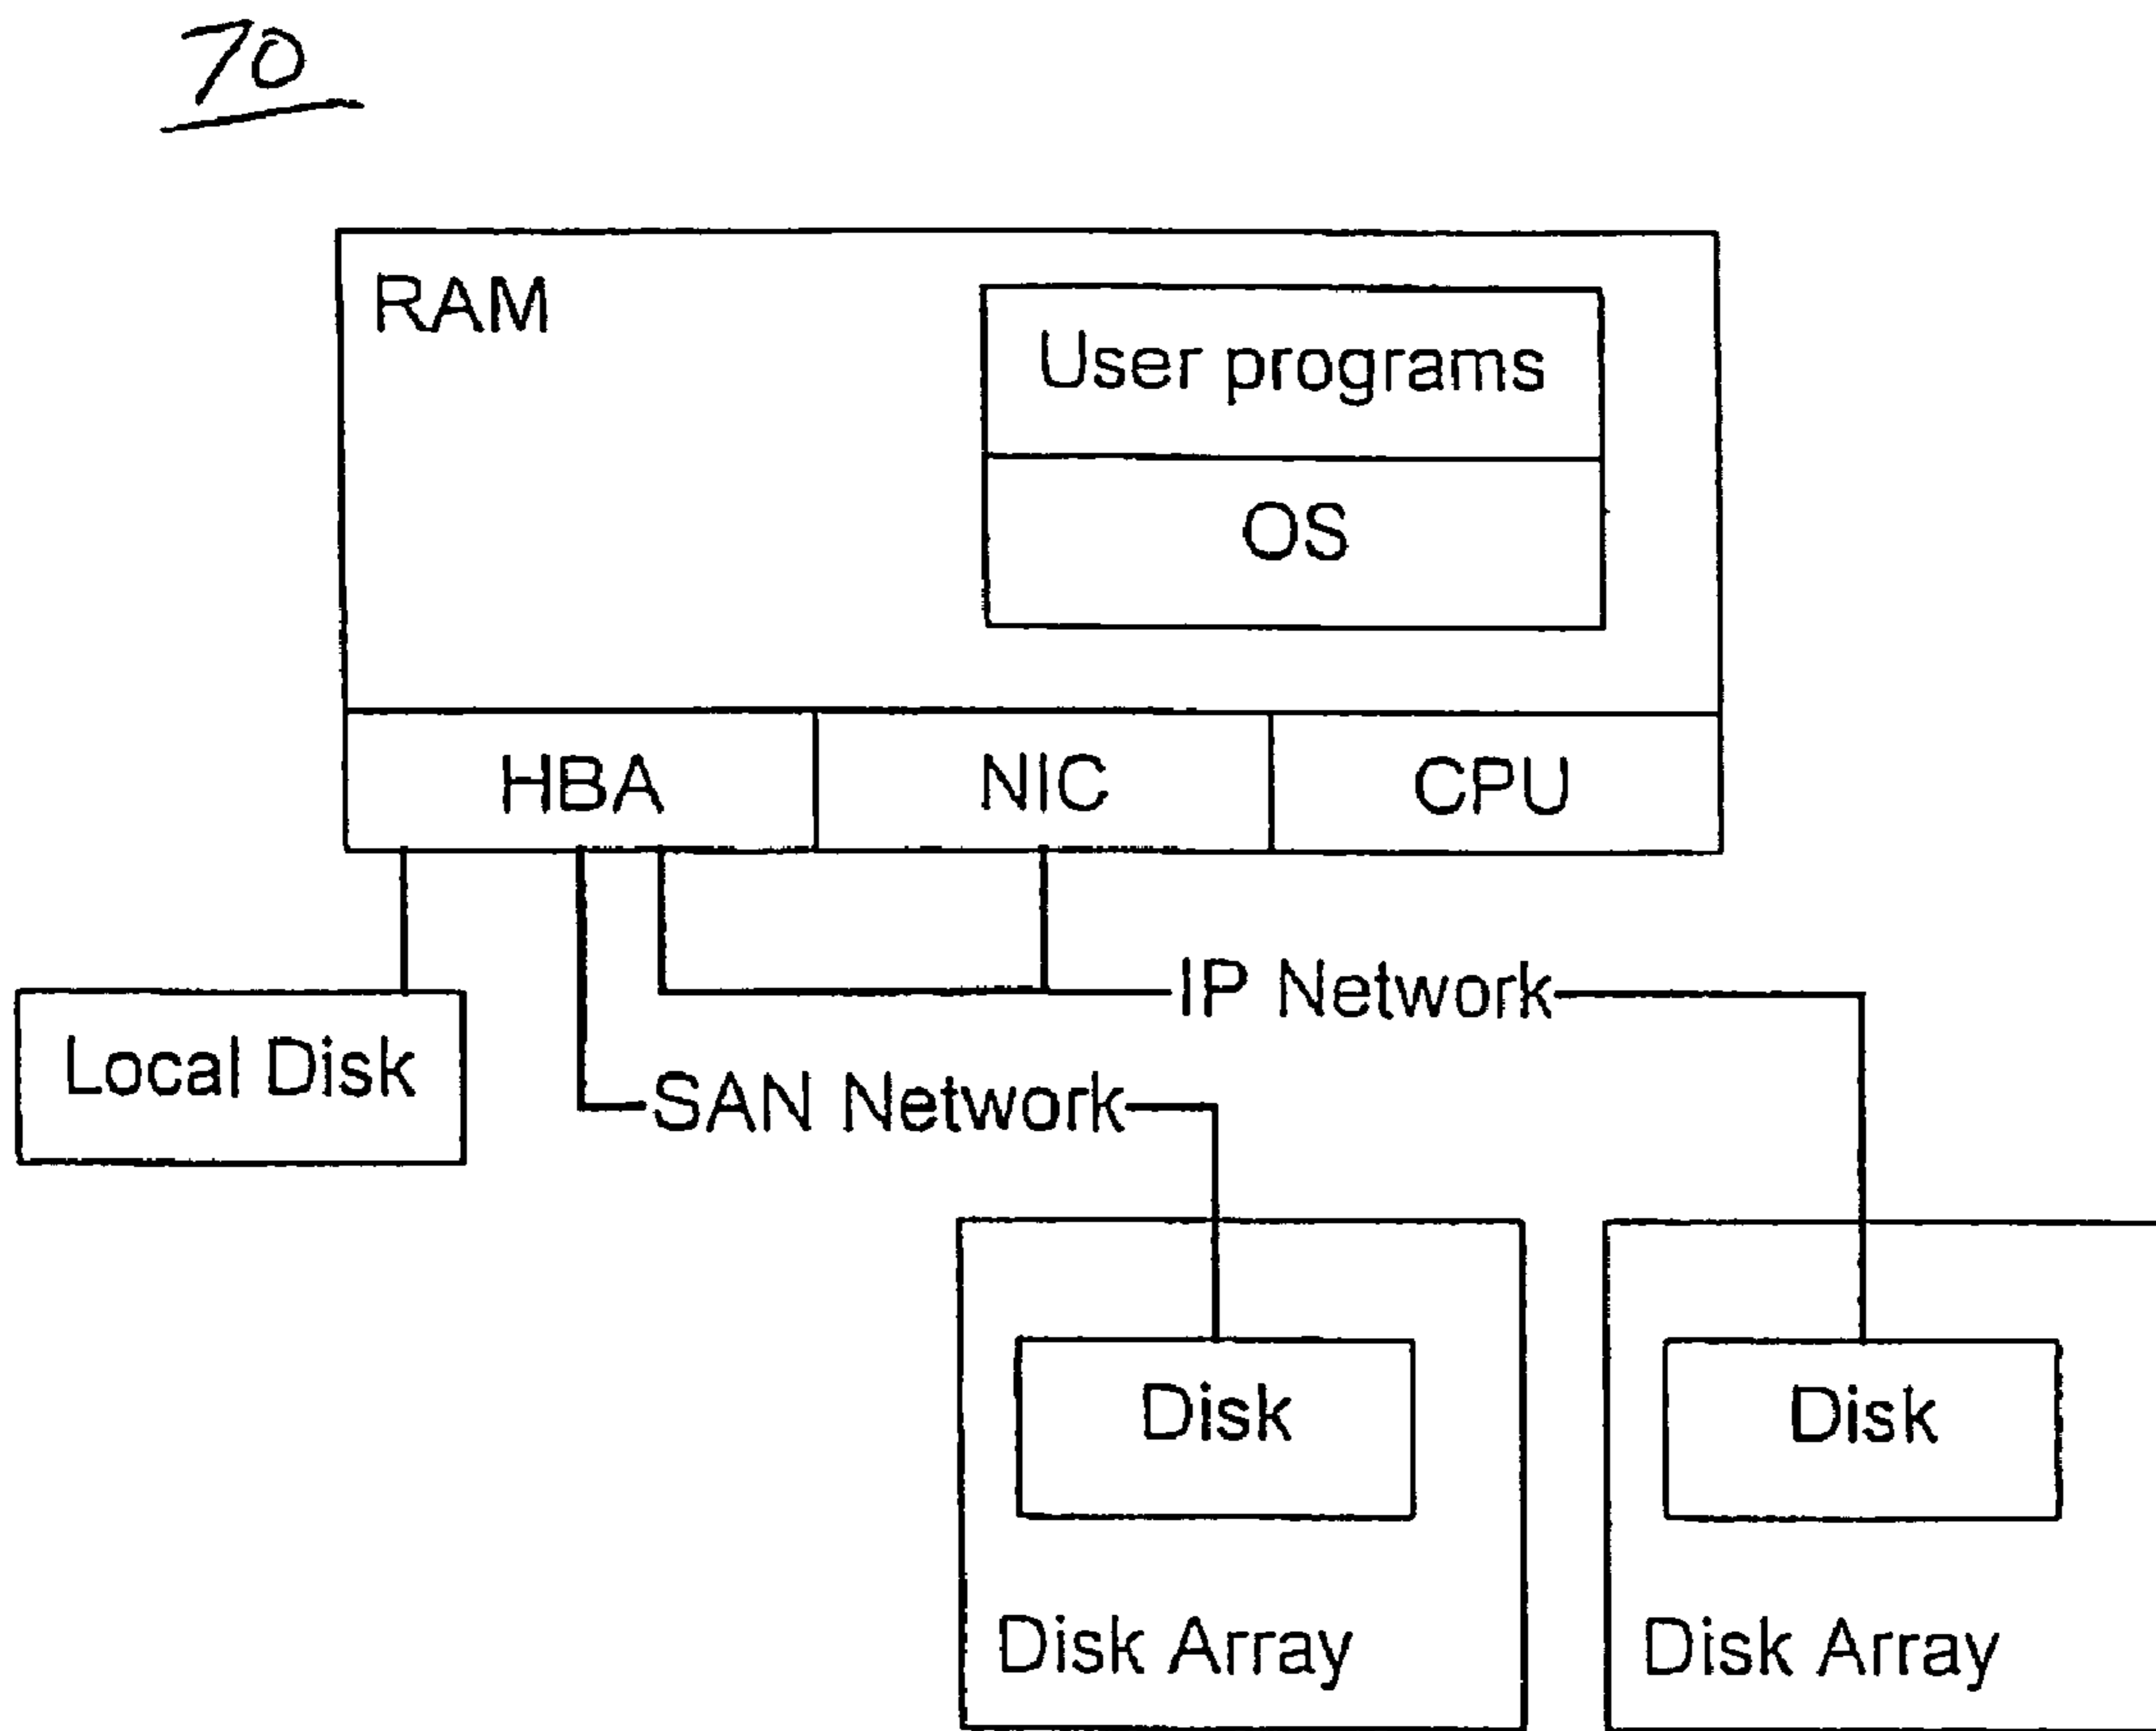 70
RAM
User programs
OS
HBA NIC CPU
IP Network
Local Disk
SAN Network
Disk Disk
Disk Array Disk Array